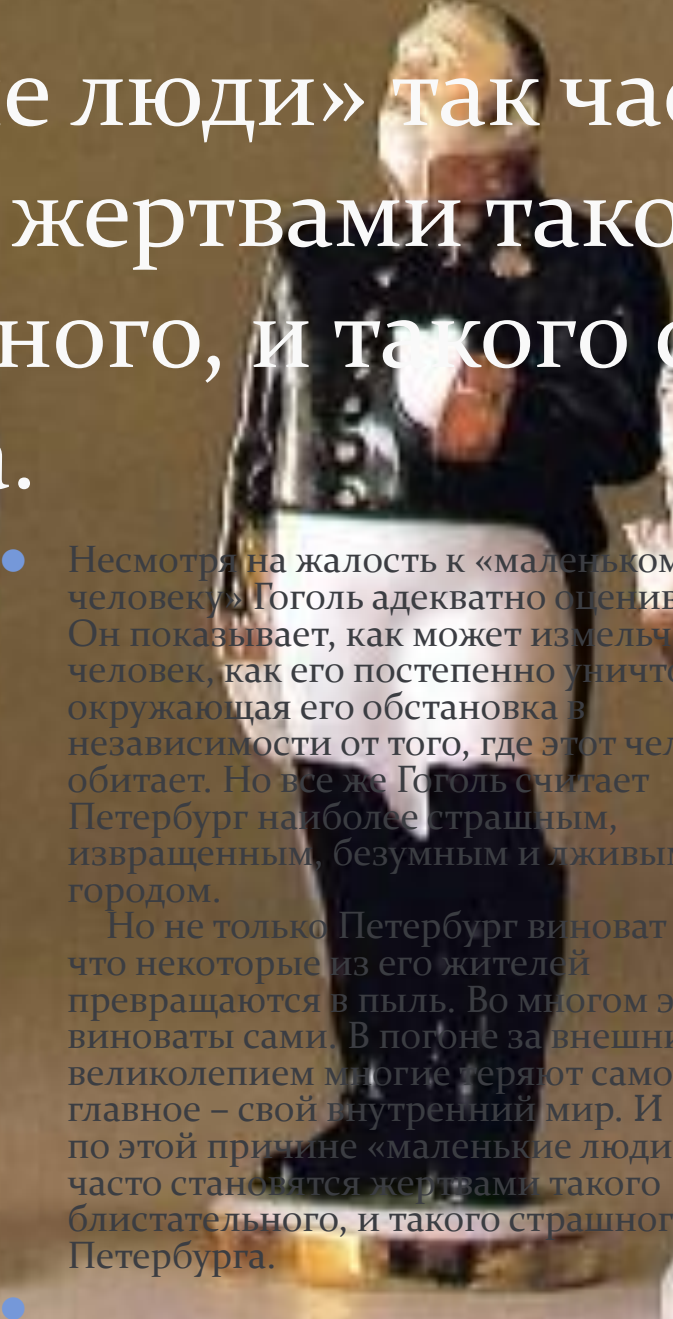 е люди» так час
жертвами тако
ного, и такого с
а.
Несмотря на жалость к «маленьком
человеку» Гоголь адекватно оценив
Он показывает, как может измельч
человек, как его постепенно уничто
окружающая его обстановка в
независимости от того, где этот чел
обитает. Но все же Гоголь считает
Петербург наиболее страшным,
извращенным, безумным и лживым
городом.
Но не только Петербург виноват
что некоторые из его жителей
превращаются в пыль. Во многом э
виноваты сами. В погоне за внешни
великолепием многие теряют само
главное – свой внутренний мир. И
по этой причине «маленькие люди
часто становятся жертвами такого
блистательного, и такого страшног
Петербурга.